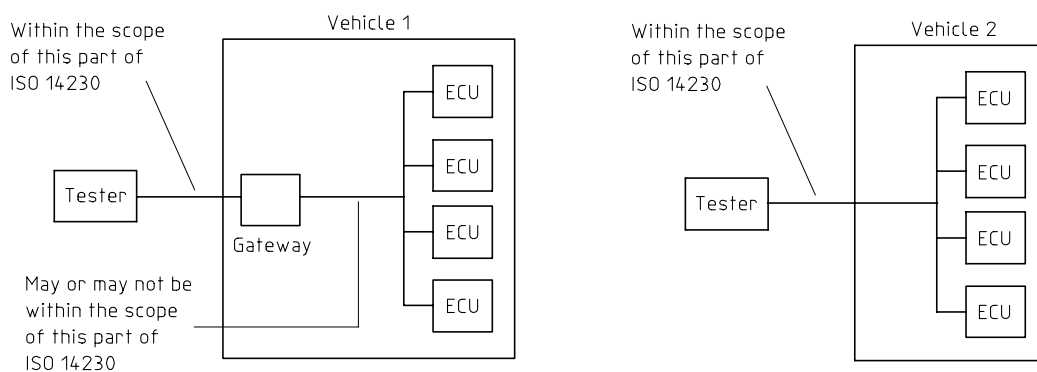 Within the scope
of this part of
ISO 14230
Vehicle 1
ECU
ECU
ECU
ECU
Tester
Gateway
May or may not be
within the scope
of this part of
ISO 14230
Within the scope
of this part of
ISO 14230
Vehicle 2
ECU
ECU
ECU
ECU
Tester